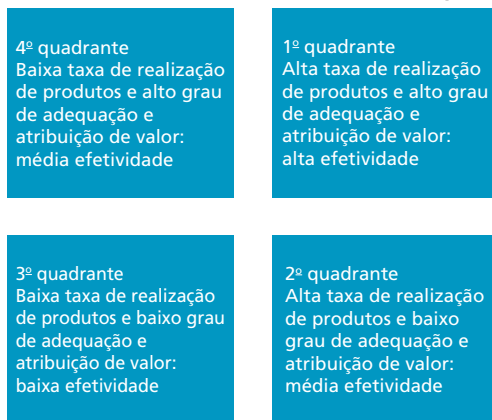 4º quadrante
Baixa taxa de realização
de produtos e alto grau
de adequação e
atribuição de valor:
média efetividade
1º quadrante
Alta taxa de realização
de produtos e alto grau
de adequação e
atribuição de valor:
alta efetividade
3º quadrante
Baixa taxa de realização
de produtos e baixo grau
de adequação e
atribuição de valor:
baixa efetividade
2º quadrante
Alta taxa de realização
de produtos e baixo
grau de adequação e
atribuição de valor:
média efetividade